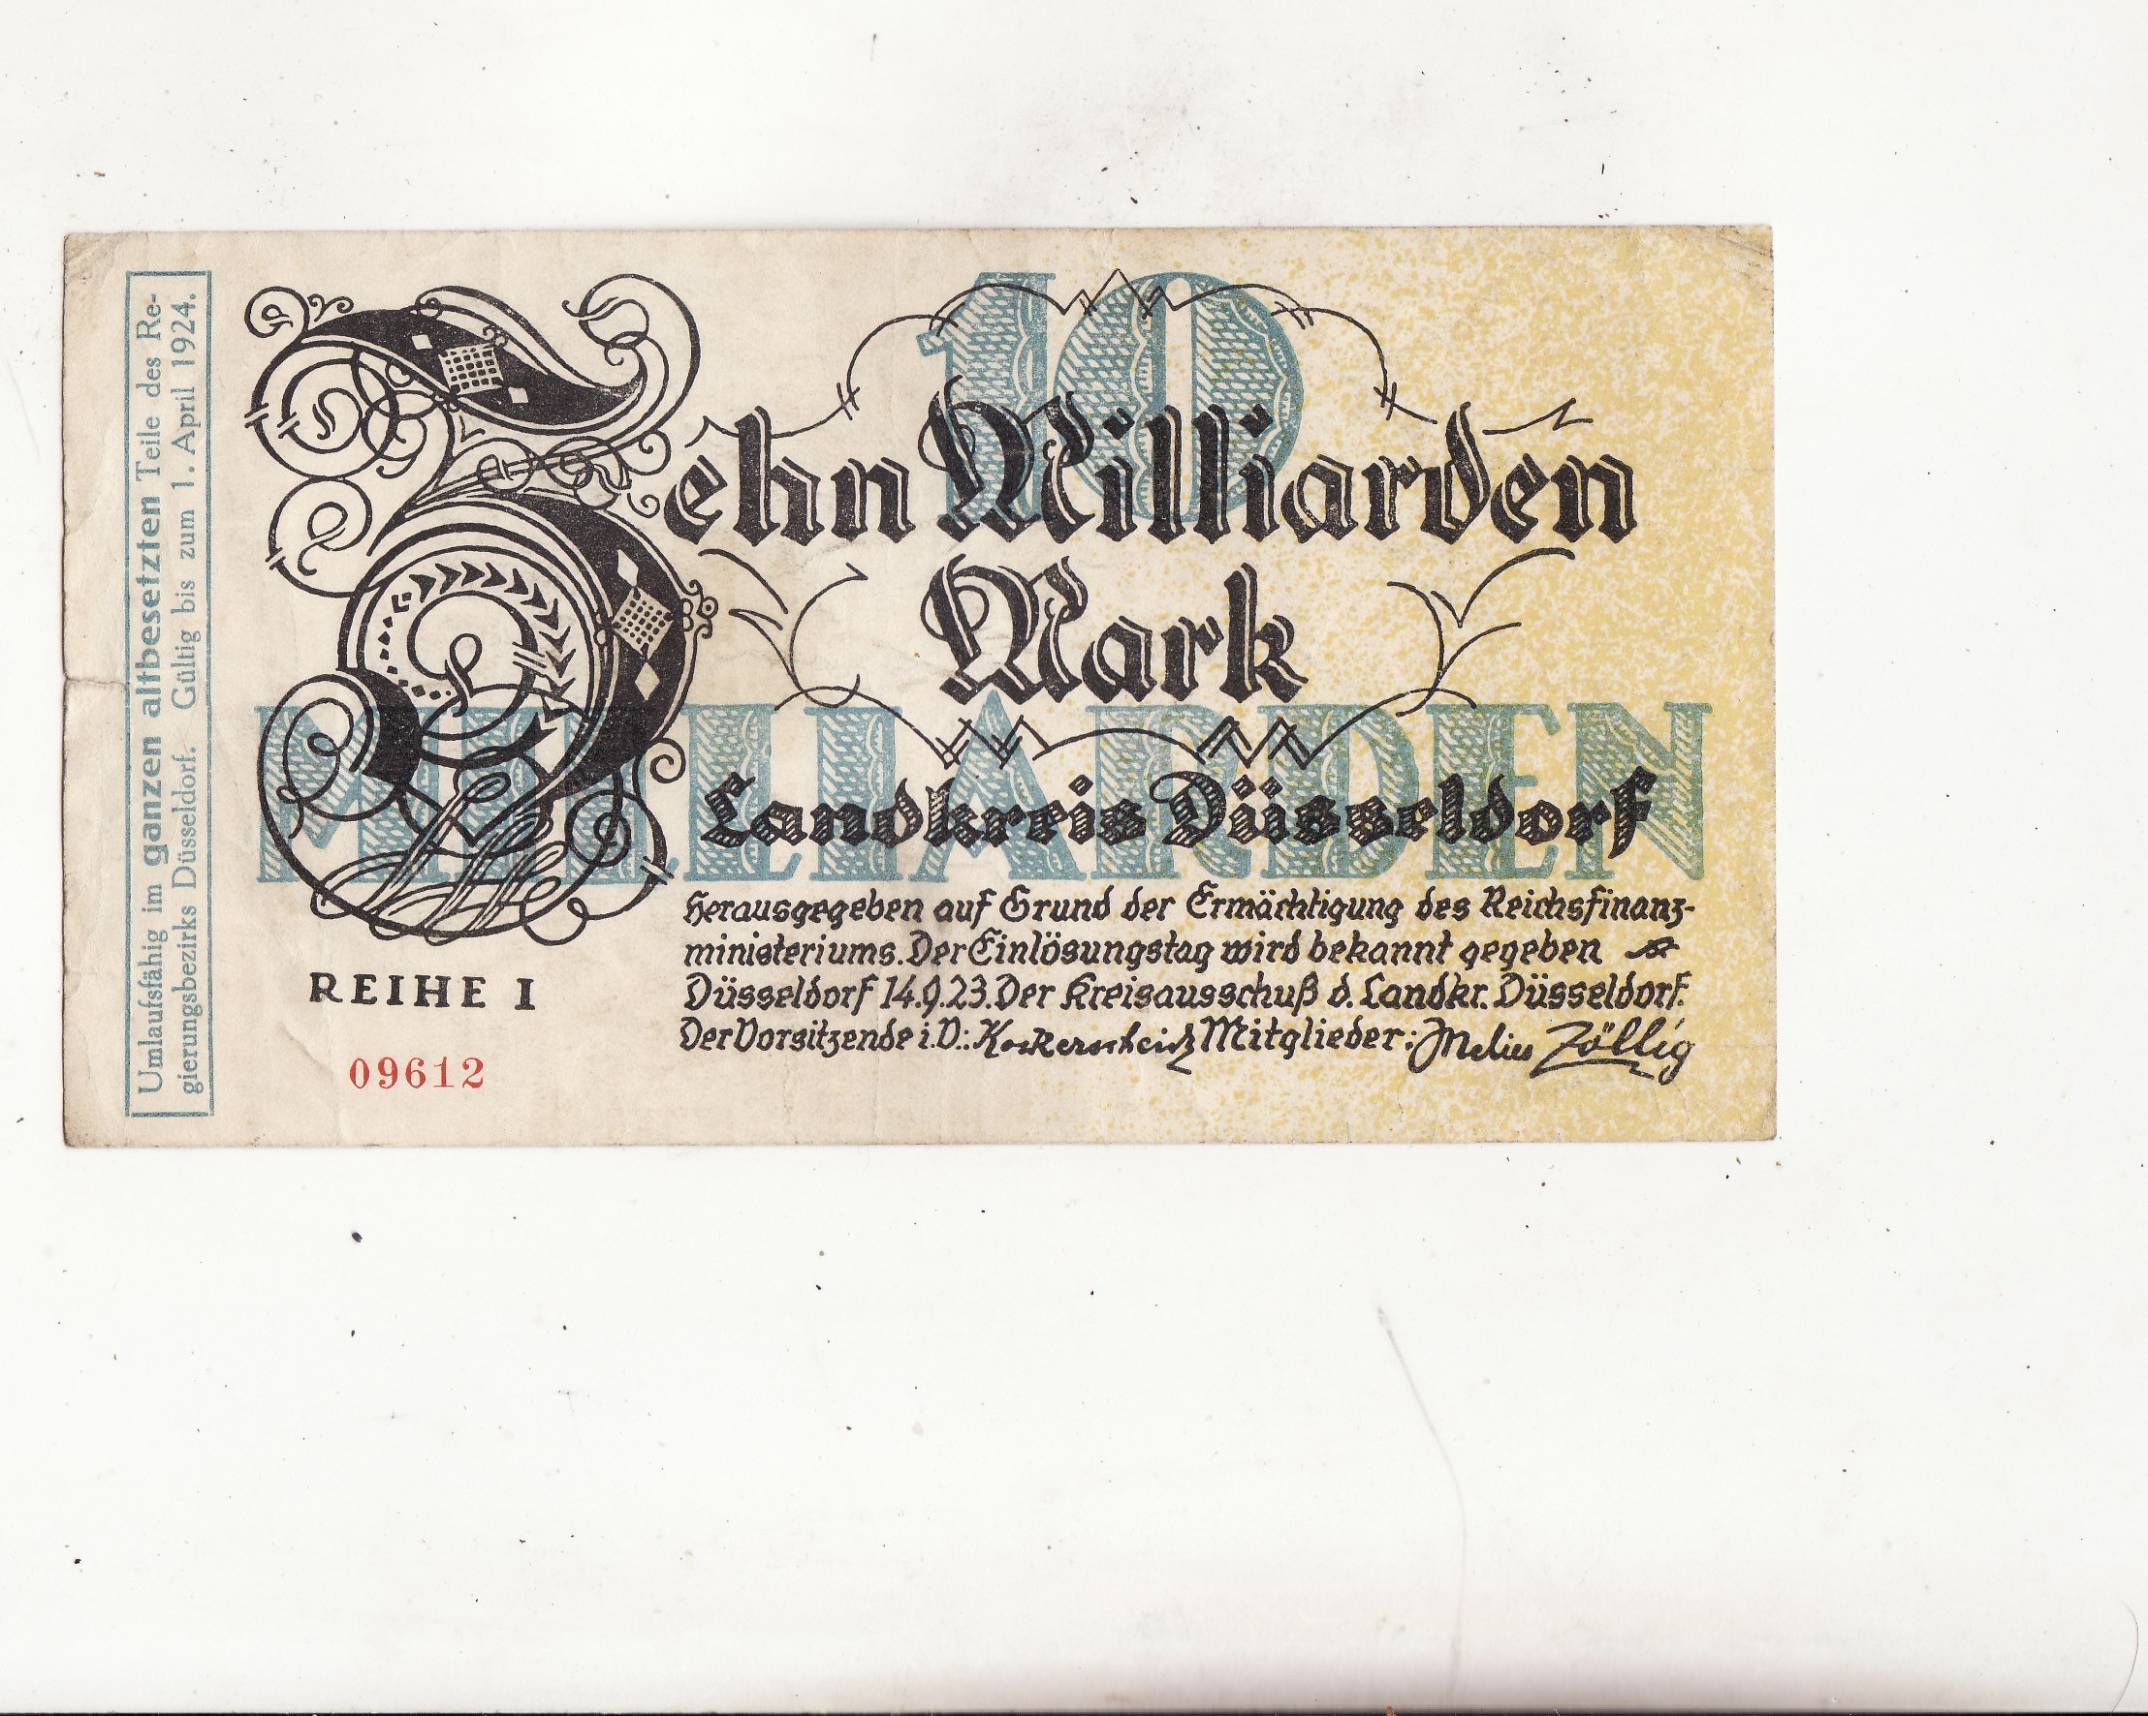 Umlaufsfähig im ganzen altbesetzten Teile des Re-
gierungsbezirks Düsseldorf. Gültig bis zum 1. April 1924.
10
Zehn Milliarden
Mark
MILLIARDEN
Landkreis Düsseldorf
Herausgegeben auf Grund der Ermächtigung des Reichsfinanz-
ministeriums. Der Einlösungstag wird bekannt gegeben
Düsseldorf 14.9.23. Der Kreisausschuß d. Landkr. Düsseldorf.
Der Vorsitzende i.V.: Mitglieder: Zöllig
REIHE I
09612